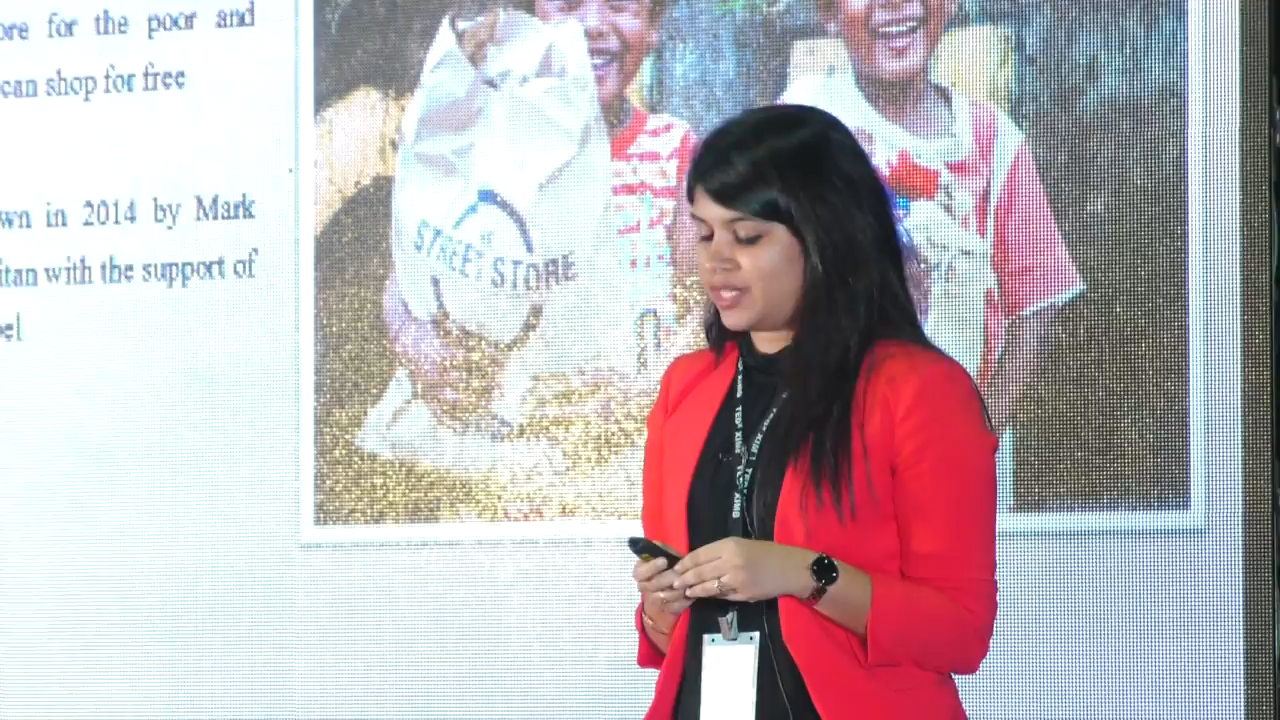 ore for the poor and
can shop for free
wn in 2014 by Mark
itan with the support of
el
STREET STORE